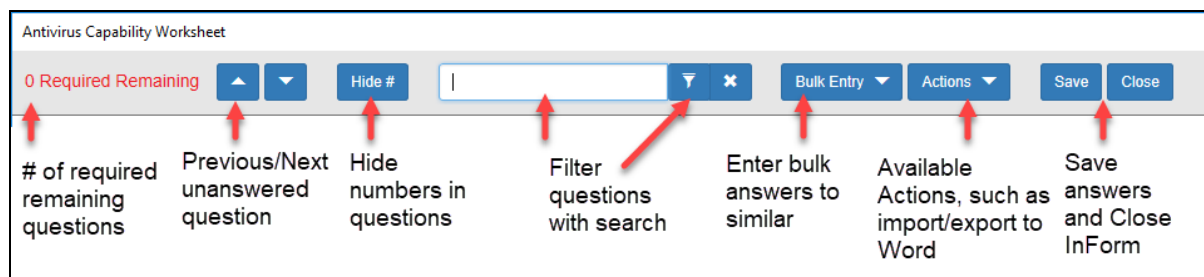 Antivirus Capability Worksheet
0 Required Remaining Hide # Bulk Entry Actions Save Close
# of required
remaining
questions
Previous/Next
unanswered
question
Hide
numbers in
questions
Filter
questions
with search
Enter bulk
answers to
similar
Available
Actions, such as
import/export to
Word
Save
answers
and Close
InForm